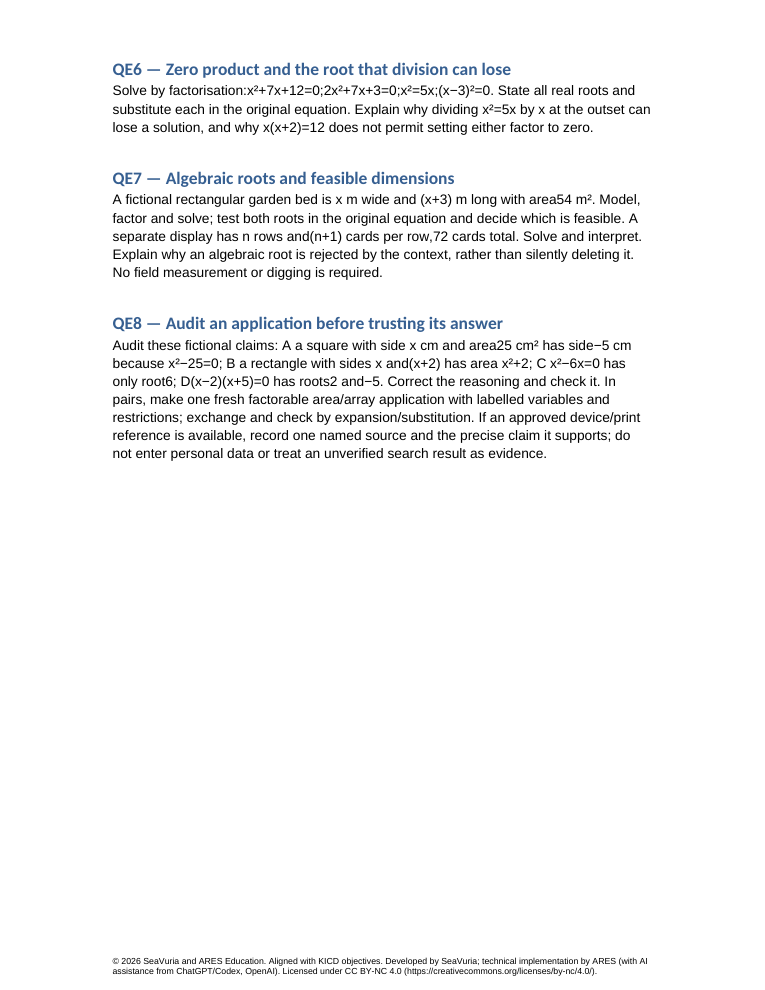 QE6 — Zero product and the root that division can lose
Solve by factorisation:x²+7x+12=0;2x²+7x+3=0;x²=5x;(x−3)²=0. State all real roots and
substitute each in the original equation. Explain why dividing x²=5x by x at the outset can
lose a solution, and why x(x+2)=12 does not permit setting either factor to zero.
QE7 — Algebraic roots and feasible dimensions
A fictional rectangular garden bed is x m wide and (x+3) m long with area54 m². Model,
factor and solve; test both roots in the original equation and decide which is feasible. A
separate display has n rows and(n+1) cards per row,72 cards total. Solve and interpret.
Explain why an algebraic root is rejected by the context, rather than silently deleting it.
No field measurement or digging is required.
QE8 — Audit an application before trusting its answer
Audit these fictional claims: A a square with side x cm and area25 cm² has side−5 cm
because x²−25=0; B a rectangle with sides x and(x+2) has area x²+2; C x²−6x=0 has
only root6; D(x−2)(x+5)=0 has roots2 and−5. Correct the reasoning and check it. In
pairs, make one fresh factorable area/array application with labelled variables and
restrictions; exchange and check by expansion/substitution. If an approved device/print
reference is available, record one named source and the precise claim it supports; do
not enter personal data or treat an unverified search result as evidence.
© 2026 SeaVuria and ARES Education. Aligned with KICD objectives. Developed by SeaVuria; technical implementation by ARES (with AI
assistance from ChatGPT/Codex, OpenAI). Licensed under CC BY-NC 4.0 (https://creativecommons.org/licenses/by-nc/4.0/).